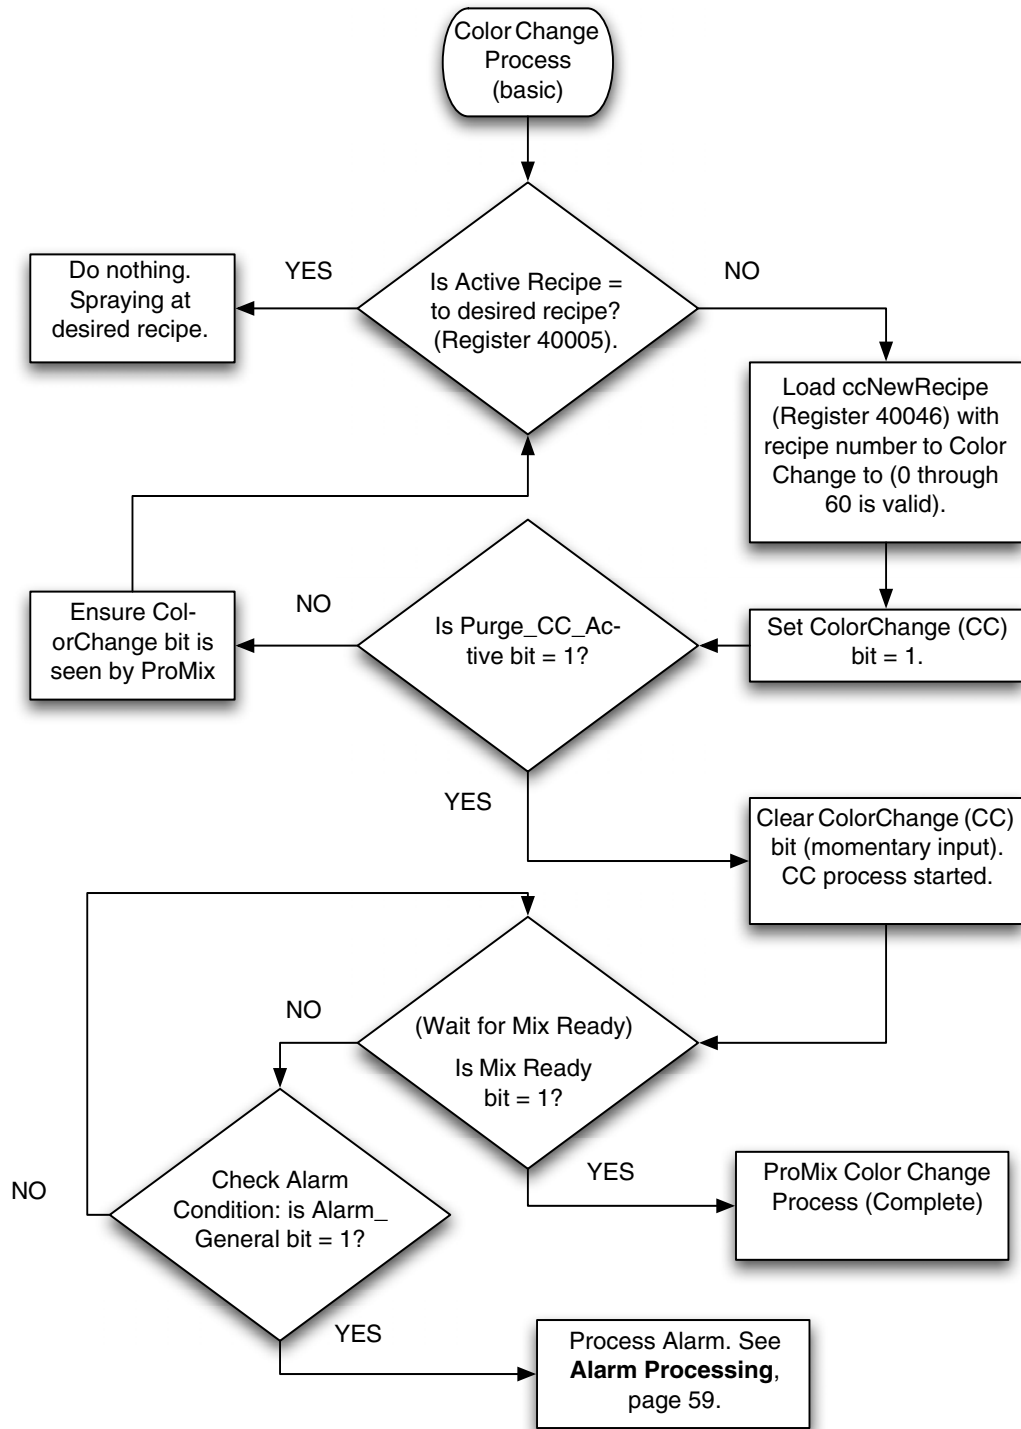 Color Change
Process
(basic)
Is Active Recipe =
to desired recipe?
(Register 40005).
YES
NO
Do nothing.
Spraying at
desired recipe.
Load ccNewRecipe
(Register 40046) with
recipe number to Color
Change to (0 through
60 is valid).
Set ColorChange (CC)
bit = 1.
Is Purge_CC_Ac-
tive bit = 1?
NO
Ensure Col-
orChange bit is
seen by ProMix
YES
Clear ColorChange (CC)
bit (momentary input).
CC process started.
(Wait for Mix Ready)
Is Mix Ready
bit = 1?
NO
YES
ProMix Color Change
Process (Complete)
Check Alarm
Condition: is Alarm_
General bit = 1?
NO
YES
Process Alarm. See
Alarm Processing,
page 59.